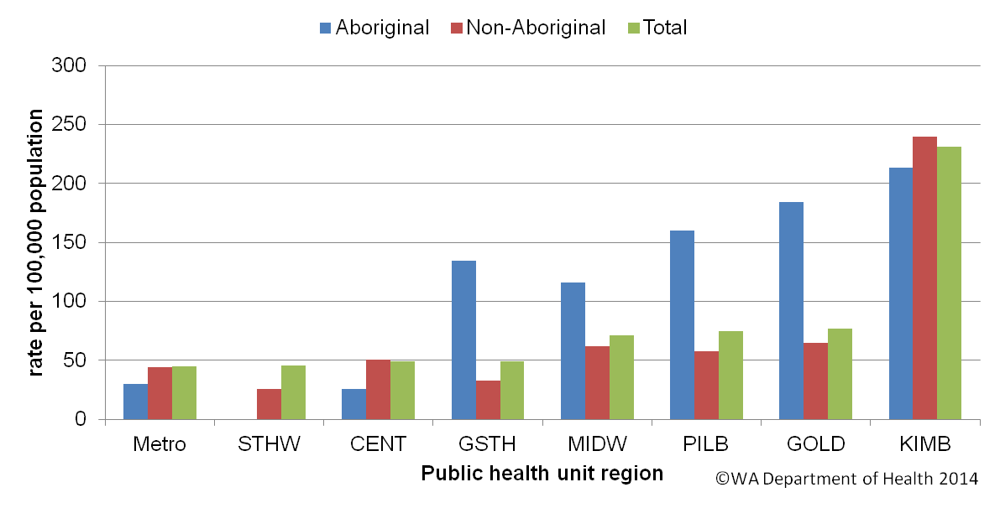 Aboriginal Non-Aboriginal Total
300
250
200
150
100
50
0
rate per 100,000 population
Metro STHW CENT GSTH MIDW PILB GOLD KIMB
Public health unit region
©WA Department of Health 2014